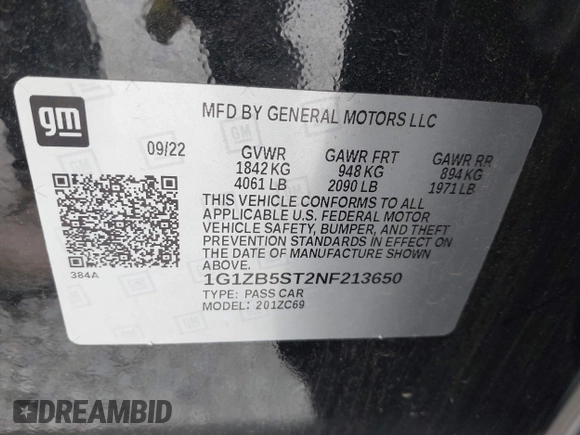 gm
MFD BY GENERAL MOTORS LLC
09/22 GVWR GAWR FRT GAWR RR
1842 KG 948 KG 894 KG
4061 LB 2090 LB 1971 LB
THIS VEHICLE CONFORMS TO ALL
APPLICABLE U.S. FEDERAL MOTOR
VEHICLE SAFETY, BUMPER, AND THEFT
PREVENTION STANDARDS IN EFFECT ON
THE DATE OF MANUFACTURE SHOWN
ABOVE.
384A
1G1ZB5ST2NF213650
TYPE: PASS CAR
MODEL: 201ZC69
DREAMBID